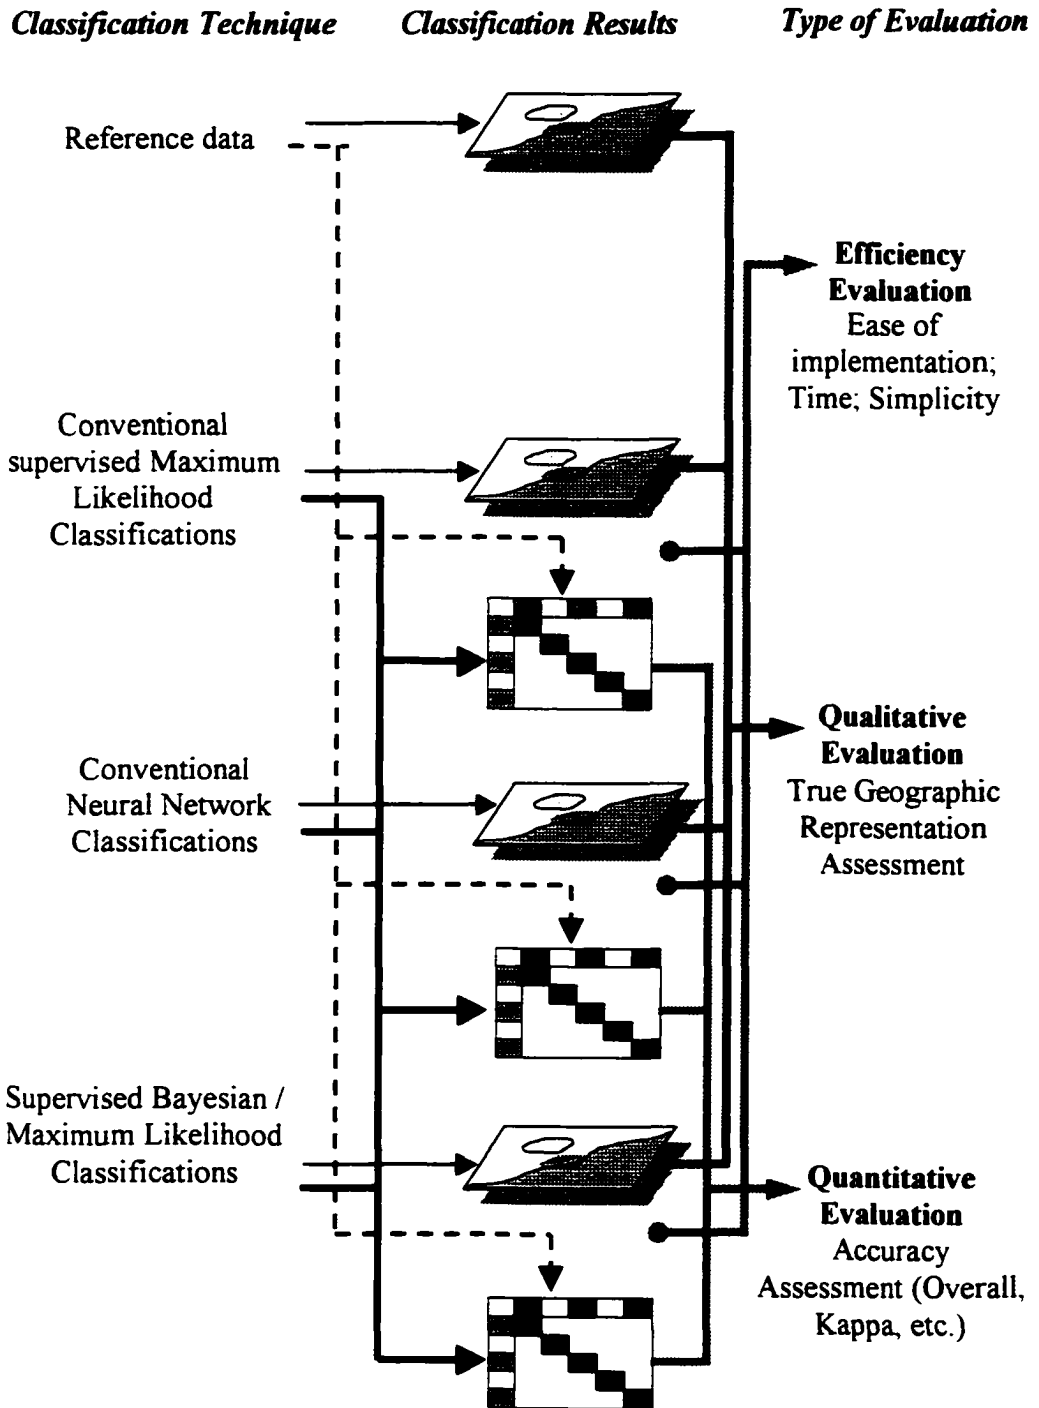 Classification Technique
Classification Results
Type of Evaluation
Reference data
Efficiency
Evaluation
Ease of
implementation;
Time; Simplicity
Conventional
supervised Maximum
Likelihood
Classifications
Qualitative
Evaluation
True Geographic
Representation
Assessment
Conventional
Neural Network
Classifications
Supervised Bayesian /
Maximum Likelihood
Classifications
Quantitative
Evaluation
Accuracy
Assessment (Overall,
Kappa, etc.)